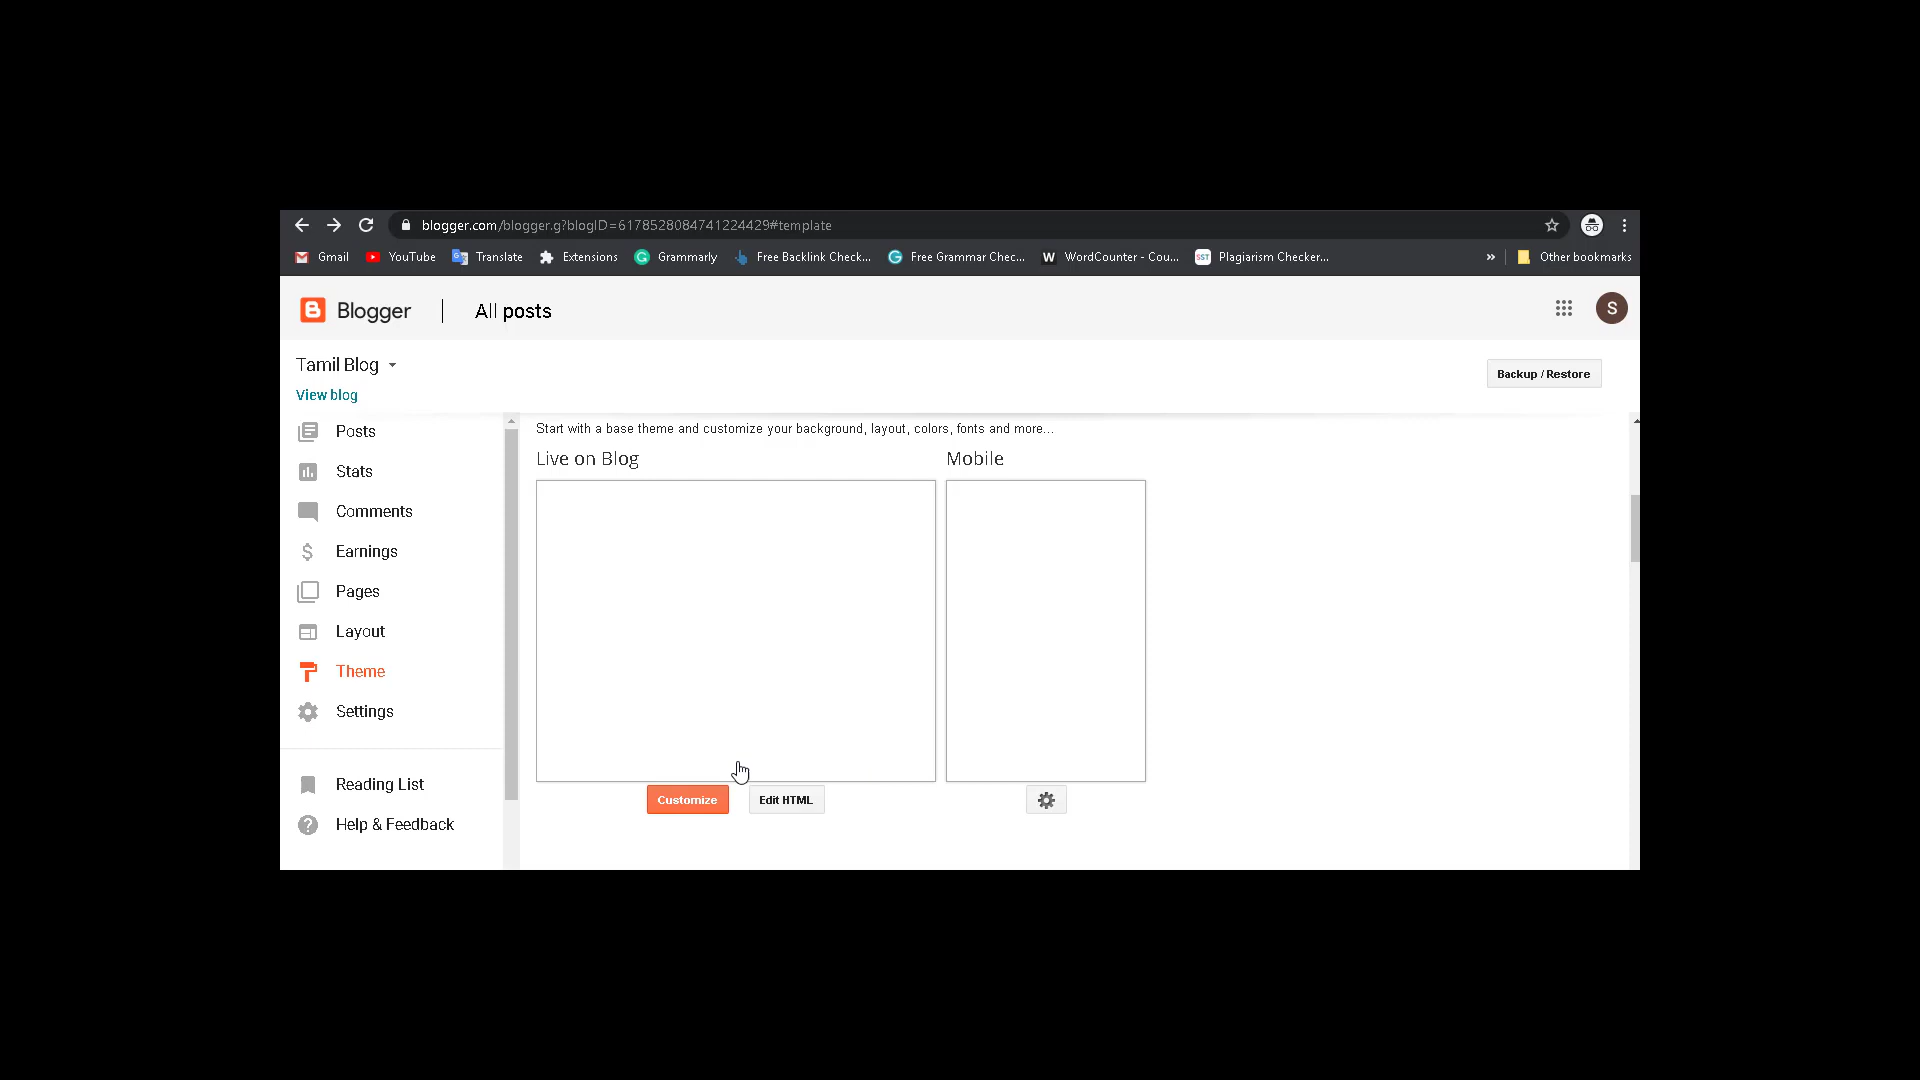 blogger.com/blogger.g?blogID=6178528084741224429#template
Gmail YouTube Translate Extensions Grammarly Free Backlink Check... Free Grammar Chec... W WordCounter - Cou... SST Plagiarism Checker... » Other bookmarks
Blogger | All posts S
Tamil Blog
Backup / Restore
View blog
Posts
Stats
Comments
Earnings
Pages
Layout
Theme
Settings
Reading List
Help & Feedback
Start with a base theme and customize your background, layout, colors, fonts and more...
Live on Blog Mobile
Customize Edit HTML